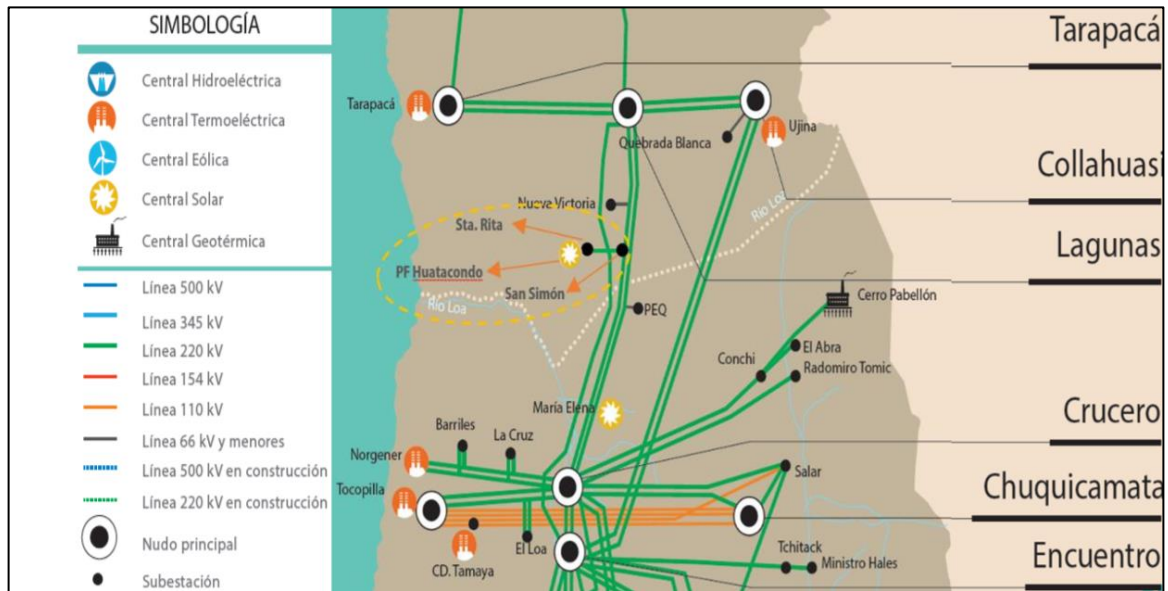 SIMBOLOGÍA
Central Hidroeléctrica
Central Termoeléctrica
Central Eólica
Central Solar
Central Geotérmica
Línea 500 kV
Línea 345 kV
Línea 220 kV
Línea 154 kV
Línea 110 kV
Línea 66 kV y menores
Línea 500 kV en construcción
Línea 220 kV en construcción
Nudo principal
Subestación
Tarapacá
Quebrada Blanca
Ujina
Nueva Victoria
Río Loa
Sta. Rita
PF Huatacondo
San Simón
Río Loa
PEQ
Cerro Pabellón
Conchi
El Abra
Radomiro Tomic
María Elena
Barriles
La Cruz
Norgener
Tocopilla
Salar
El Loa
CD. Tamaya
Tchitack
Ministro Hales
Tarapacá
Collahuasi
Lagunas
Crucero
Chuquicamata
Encuentro